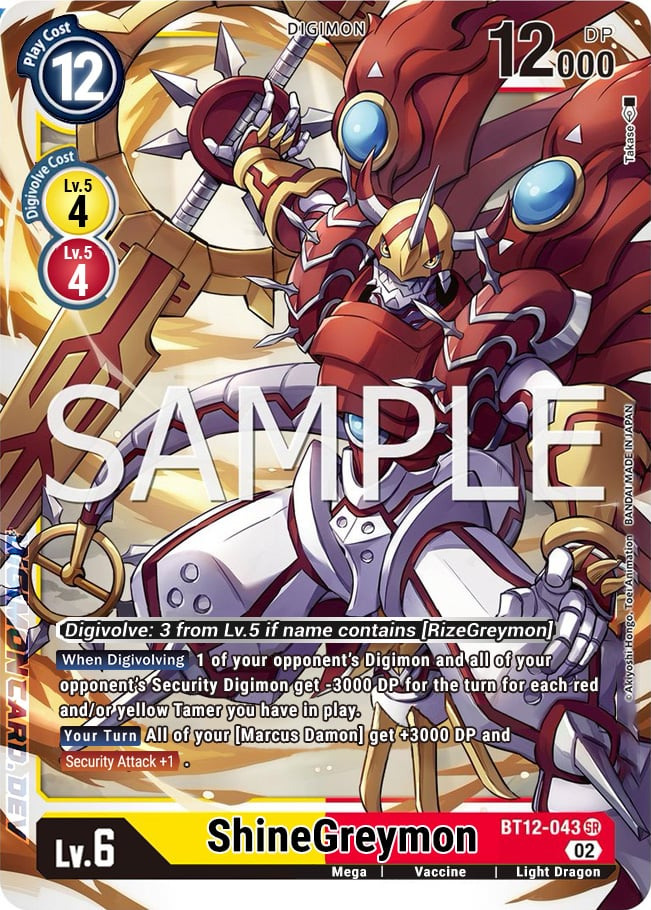 DIGIMON
Play Cost
12
12000
DP
Digivolve Cost
Lv.5
4
Lv.5
4
Takase
SAMPLE
©Akiyoshi Hongo, Toei Animation BANDAI MADE IN JAPAN
Digivolve: 3 from Lv.5 if name contains [RizeGreymon]
When Digivolving 1 of your opponent's Digimon and all of your
opponent's Security Digimon get -3000 DP for the turn for each red
and/or yellow Tamer you have in play.
Your Turn All of your [Marcus Damon] get +3000 DP and
Security Attack +1 .
Lv.6
ShineGreymon
BT12-043 SR
02
Mega | Vaccine | Light Dragon